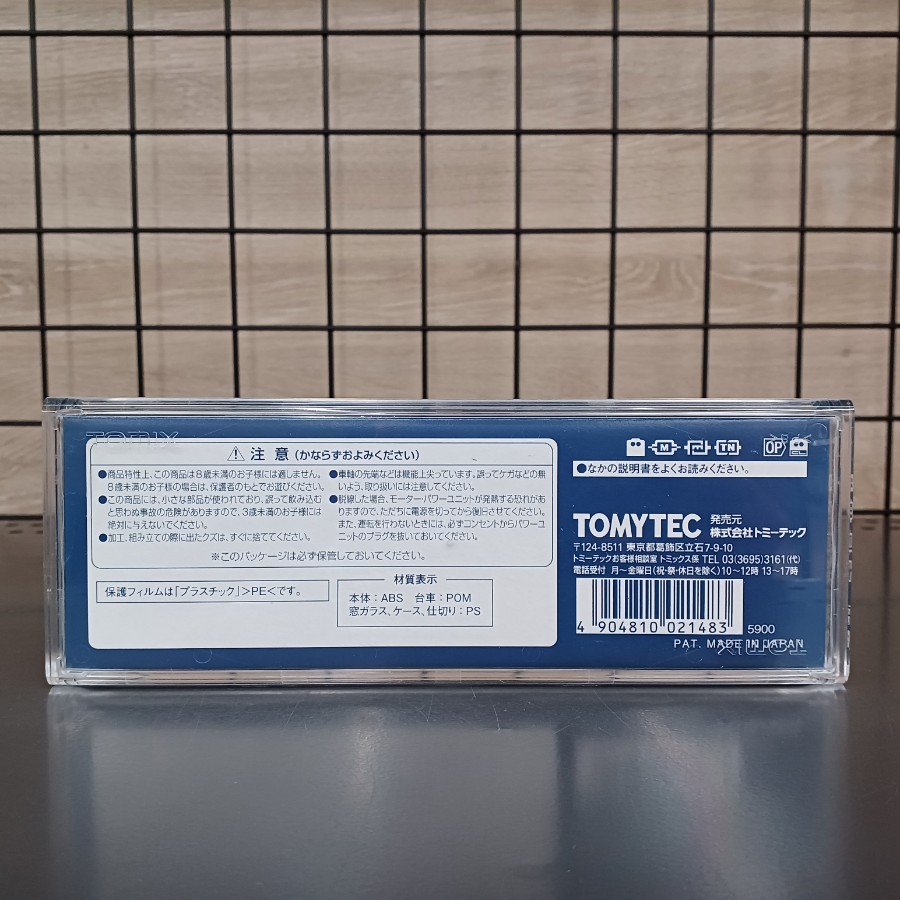 TOMIX
注意(かならずおよみください)
●商品特性上、この商品は8歳未満のお子様には適しません。
8歳未満のお子様の場合は、保護者のもとでお遊びください。
●この商品には、小さな部品が使われており、誤って飲み込む
と思わぬ事故の危険がありますので、3歳未満のお子様には
絶対に与えないでください。
●加工、組み立ての際に出たクズは、すぐに捨ててください。
●車軸の先端などは機能上尖っています。誤ってケガなどの無
いよう、取り扱いには注意してください。
●脱線した場合、モーター・パワーユニットが発熱する恐れがあ
りますので、ただちに電源を切ってから復旧させてください。
また、運転を行わないときには、必ずコンセントからパワーユ
ニットのプラグを抜いておいてください。
※このパッケージは必ず保管しておいてください。
保護フィルムは「プラスチック」>PE<です。
材質表示
本体:ABS 台車:POM
窓ガラス、ケース、仕切り:PS
M TN OP
●なかの説明書をよくお読みください。
TOMYTEC 発売元
株式会社トミーテック
〒124-8511 東京都葛飾区立石7-9-10
トミーテックお客様相談室 トミックス係 TEL 03(3695)3161(代)
電話受付 月〜金曜日(祝・祭・休日を除く)10〜12時 13〜17時
4 904810 021483
5900
PAT. MADE IN JAPAN
TOMIX